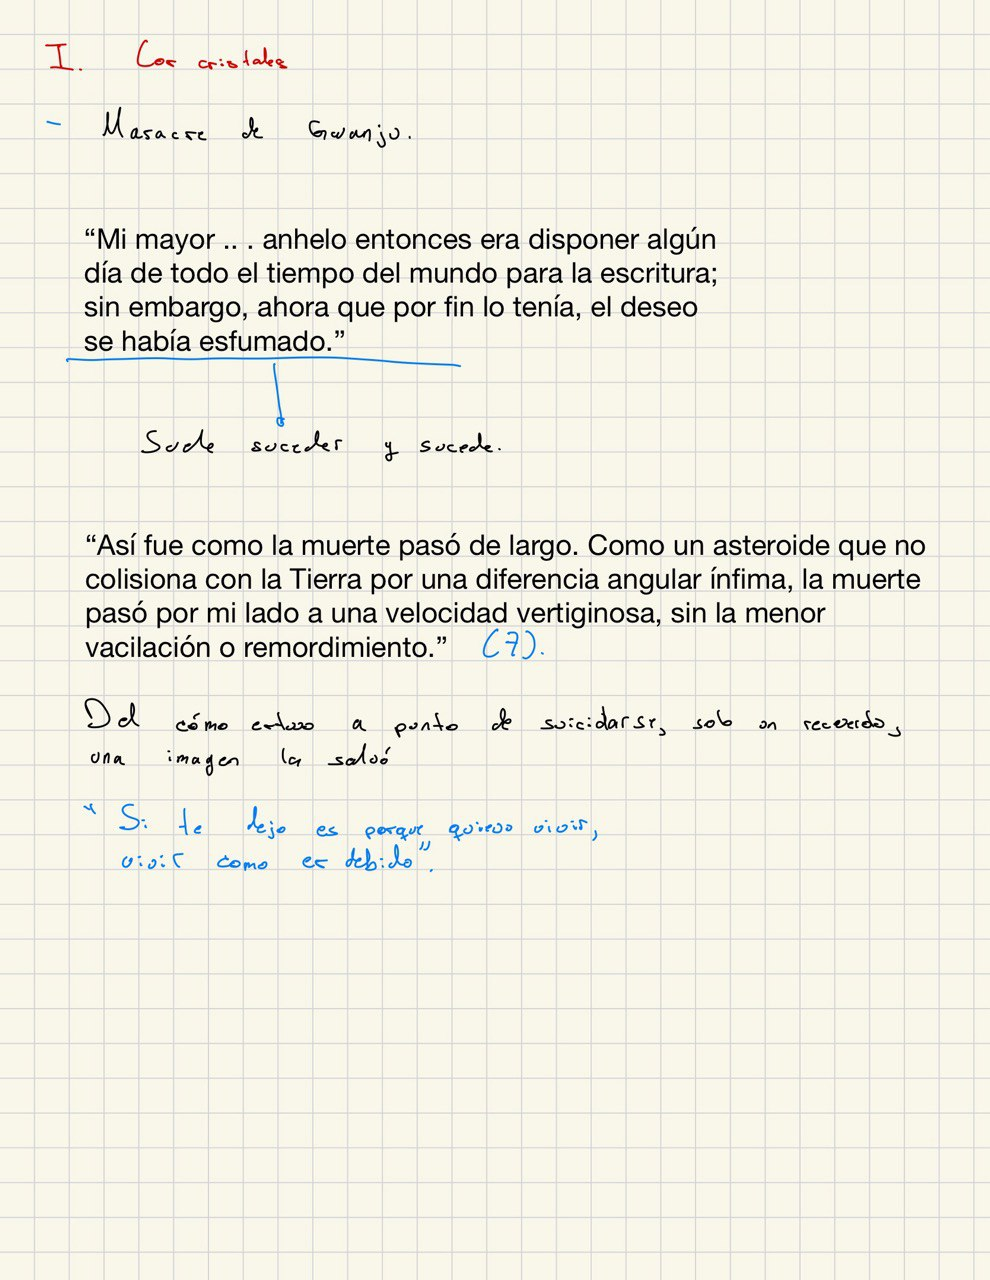 I. Cos cristales
- Masacre de Gwanju.
“Mi mayor .. . anhelo entonces era disponer algún
día de todo el tiempo del mundo para la escritura;
sin embargo, ahora que por fin lo tenía, el deseo
se había esfumado.”
Suele suceder y sucede.
“Así fue como la muerte pasó de largo. Como un asteroide que no
colisiona con la Tierra por una diferencia angular ínfima, la muerte
pasó por mi lado a una velocidad vertiginosa, sin la menor
vacilación o remordimiento.” (7).
Del cómo estuvo a punto de suicidarse, solo un recuerdo,
una imagen la salvó
" Si te dejo es porque quiero vivir,
vivir como es debido".